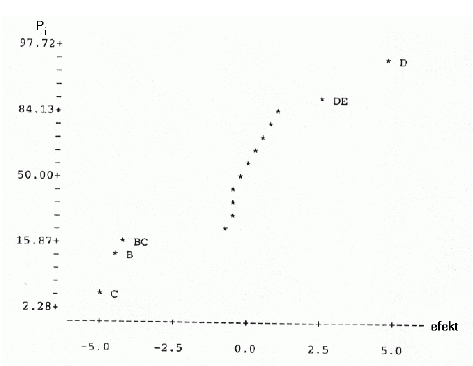 Pi
97.72+
* D
* DE
84.13+
50.00+
15.87+
* BC
* B
* C
2.28+
efekt
-5.0 -2.5 0.0 2.5 5.0